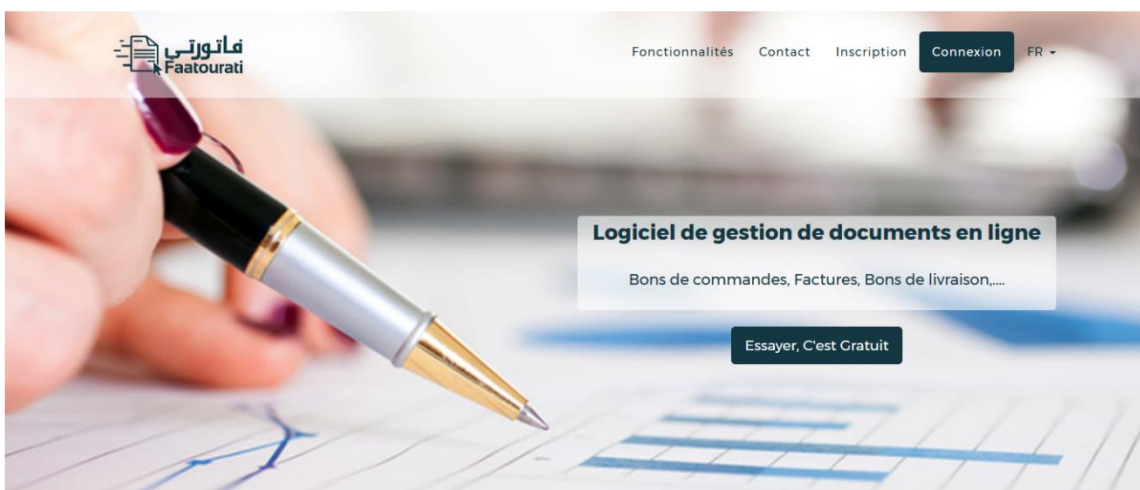 فاتورتي
Faatourati
Fonctionnalités Contact Inscription Connexion FR
Logiciel de gestion de documents en ligne
Bons de commandes, Factures, Bons de livraison,....
Essayer, C'est Gratuit